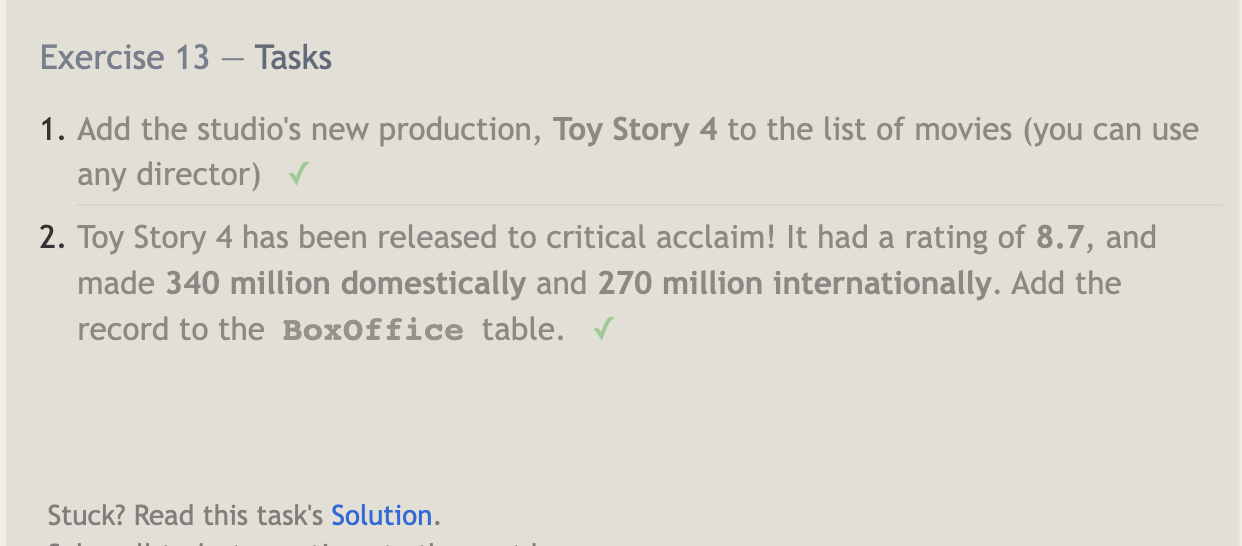 Exercise 13 — Tasks
1. Add the studio's new production, Toy Story 4 to the list of movies (you can use
any director) ✓
2. Toy Story 4 has been released to critical acclaim! It had a rating of 8.7, and
made 340 million domestically and 270 million internationally. Add the
record to the BoxOffice table. ✓
Stuck? Read this task's Solution.